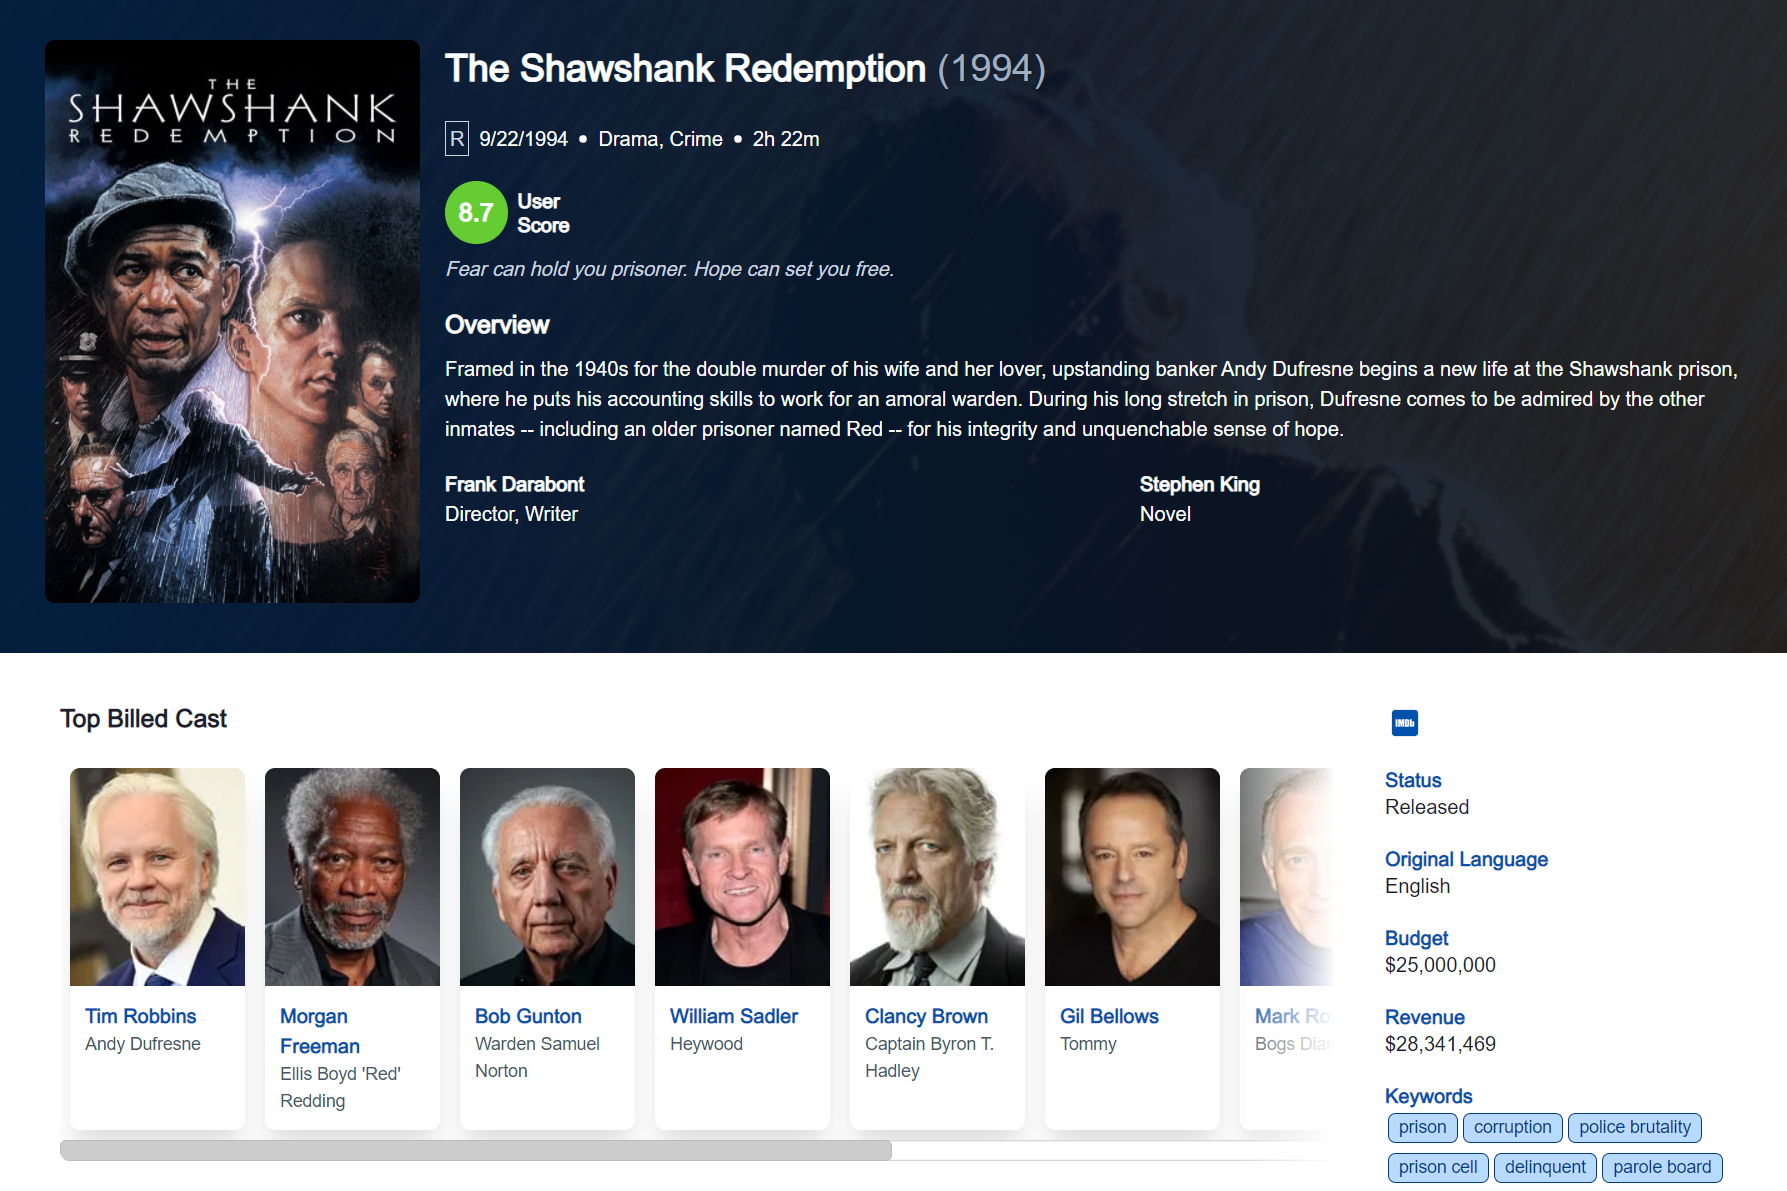 THE
SHAWSHANK
REDEMPTION
The Shawshank Redemption (1994)
R 9/22/1994 • Drama, Crime • 2h 22m
8.7 User
Score
Fear can hold you prisoner. Hope can set you free.
Overview
Framed in the 1940s for the double murder of his wife and her lover, upstanding banker Andy Dufresne begins a new life at the Shawshank prison,
where he puts his accounting skills to work for an amoral warden. During his long stretch in prison, Dufresne comes to be admired by the other
inmates -- including an older prisoner named Red -- for his integrity and unquenchable sense of hope.
Frank Darabont
Director, Writer
Stephen King
Novel
Top Billed Cast
Tim Robbins
Andy Dufresne
Morgan
Freeman
Ellis Boyd 'Red'
Redding
Bob Gunton
Warden Samuel
Norton
William Sadler
Heywood
Clancy Brown
Captain Byron T.
Hadley
Gil Bellows
Tommy
Mark
Bogs
IMDb
Status
Released
Original Language
English
Budget
$25,000,000
Revenue
$28,341,469
Keywords
prison corruption police brutality
prison cell delinquent parole board